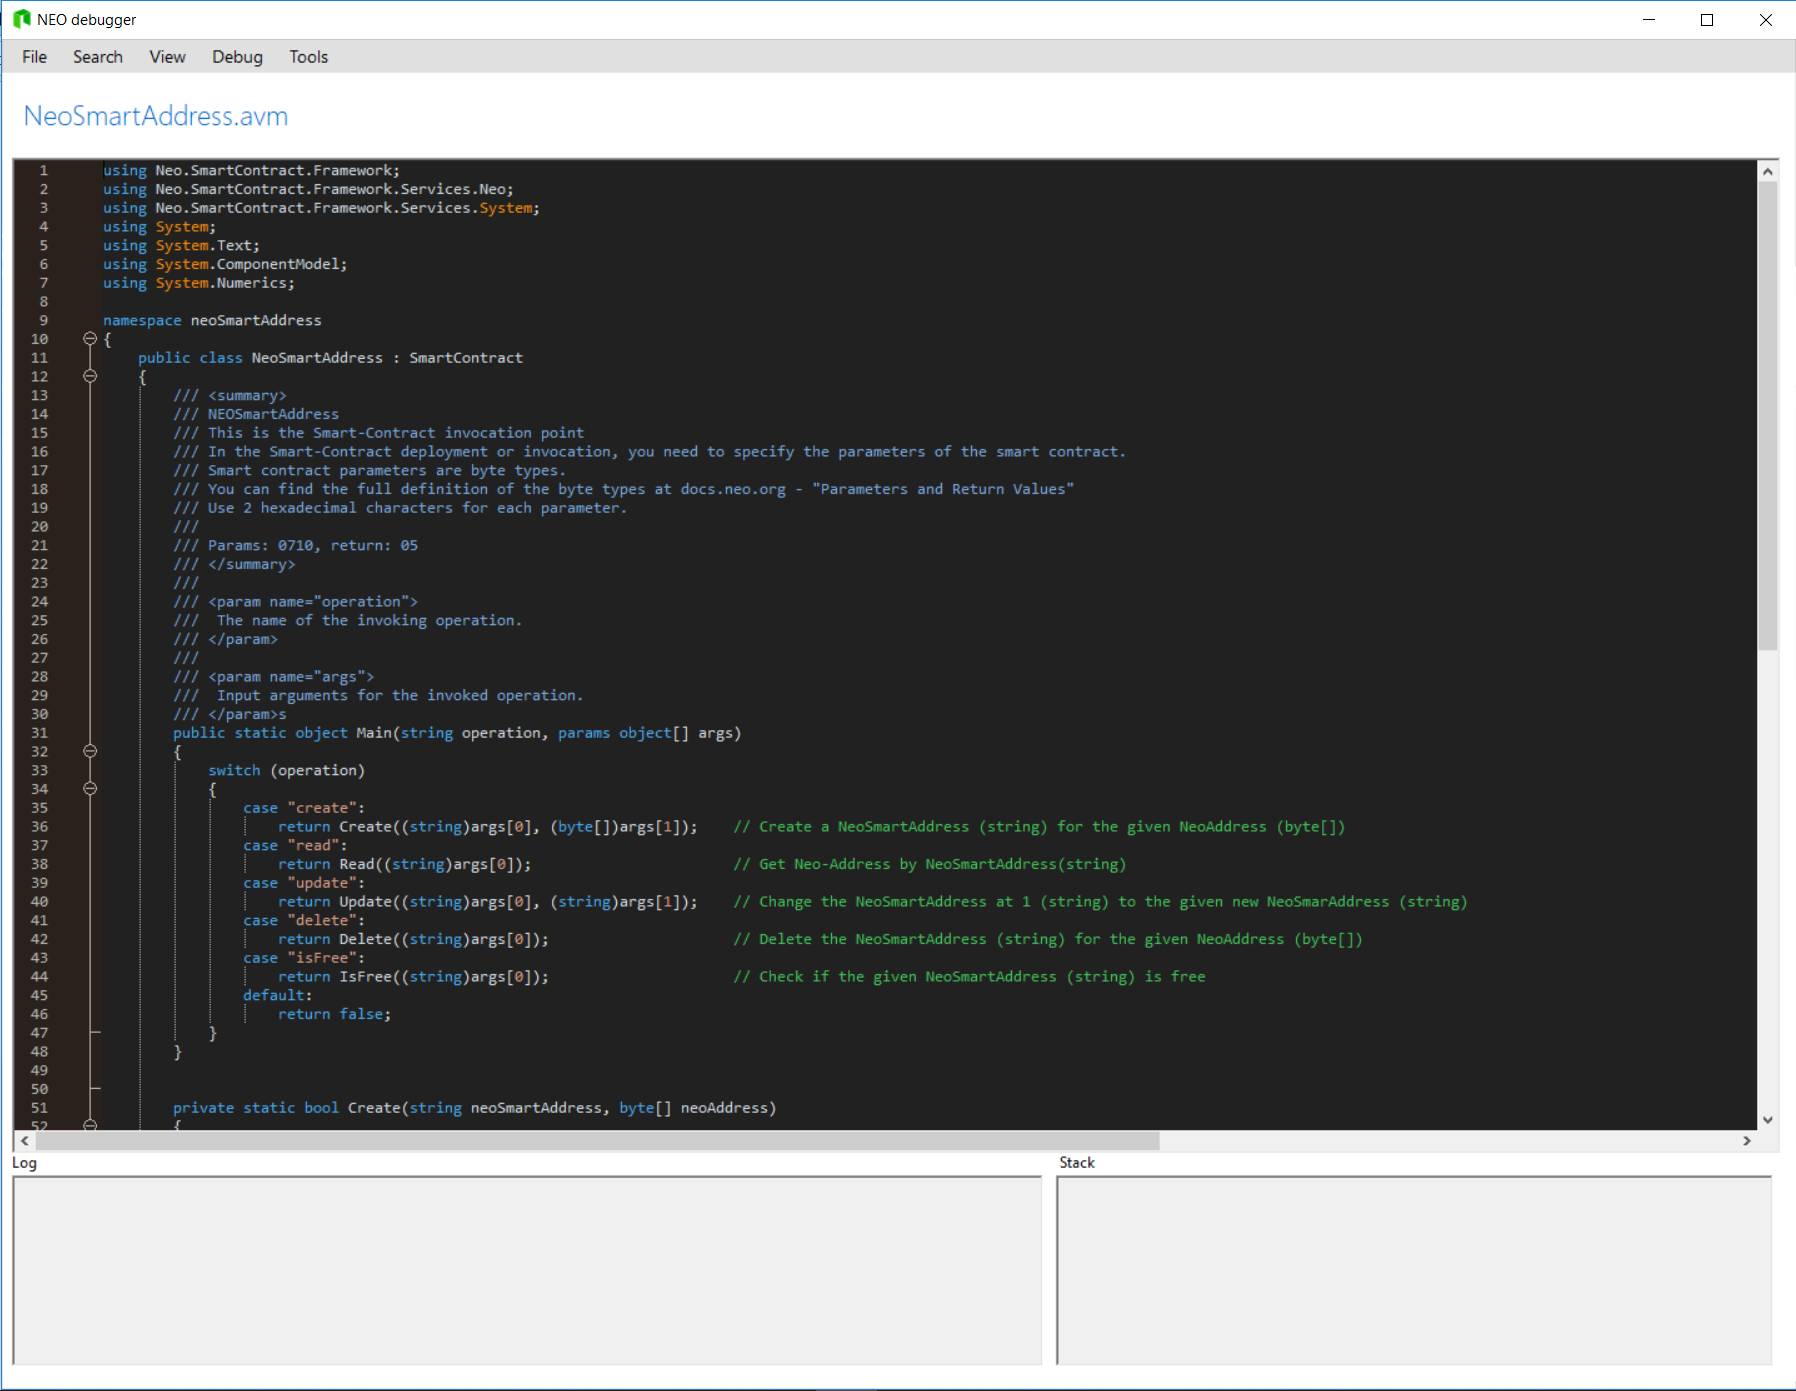 NEO debugger
File Search View Debug Tools
NeoSmartAddress.avm
1 using Neo.SmartContract.Framework;
2 using Neo.SmartContract.Framework.Services.Neo;
3 using Neo.SmartContract.Framework.Services.System;
4 using System;
5 using System.Text;
6 using System.ComponentModel;
7 using System.Numerics;
8
9 namespace neoSmartAddress
10 {
11 public class NeoSmartAddress : SmartContract
12 {
13 /// <summary>
14 /// NEOSmartAddress
15 /// This is the Smart-Contract invocation point
16 /// In the Smart-Contract deployment or invocation, you need to specify the parameters of the smart contract.
17 /// Smart contract parameters are byte types.
18 /// You can find the full definition of the byte types at docs.neo.org - "Parameters and Return Values"
19 /// Use 2 hexadecimal characters for each parameter.
20 ///
21 /// Params: 0710, return: 05
22 /// </summary>
23 ///
24 /// <param name="operation">
25 ///  The name of the invoking operation.
26 /// </param>
27 ///
28 /// <param name="args">
29 ///  Input arguments for the invoked operation.
30 /// </param>s
31 public static object Main(string operation, params object[] args)
32 {
33 switch (operation)
34 {
35 case "create":
36 return Create((string)args[0], (byte[])args[1]); // Create a NeoSmartAddress (string) for the given NeoAddress (byte[])
37 case "read":
38 return Read((string)args[0]); // Get Neo-Address by NeoSmartAddress(string)
39 case "update":
40 return Update((string)args[0], (string)args[1]); // Change the NeoSmartAddress at 1 (string) to the given new NeoSmarAddress (string)
41 case "delete":
42 return Delete((string)args[0]); // Delete the NeoSmartAddress (string) for the given NeoAddress (byte[])
43 case "isFree":
44 return IsFree((string)args[0]); // Check if the given NeoSmartAddress (string) is free
45 default:
46 return false;
47 }
48 }
49
50
51 private static bool Create(string neoSmartAddress, byte[] neoAddress)
52 {
Log
Stack